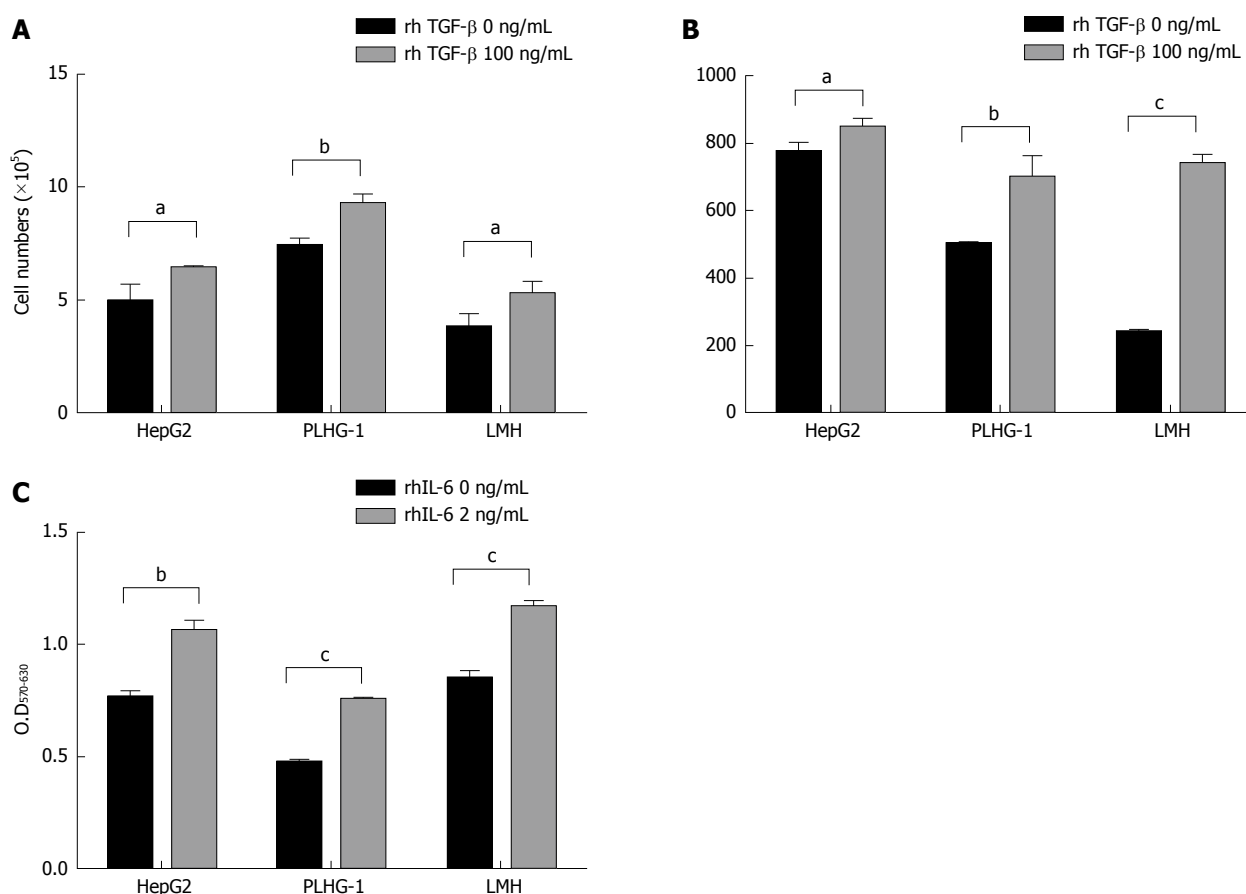 A
rh TGF-β 0 ng/mL
rh TGF-β 100 ng/mL
15
10
5
0
Cell numbers (×10⁵)
a
b
a
HepG2
PLHG-1
LMH
B
rh TGF-β 0 ng/mL
rh TGF-β 100 ng/mL
1000
800
600
400
200
0
a
b
c
HepG2
PLHG-1
LMH
C
rhIL-6 0 ng/mL
rhIL-6 2 ng/mL
1.5
1.0
0.5
0.0
O.D₅₇₀₋₆₃₀
b
c
c
HepG2
PLHG-1
LMH